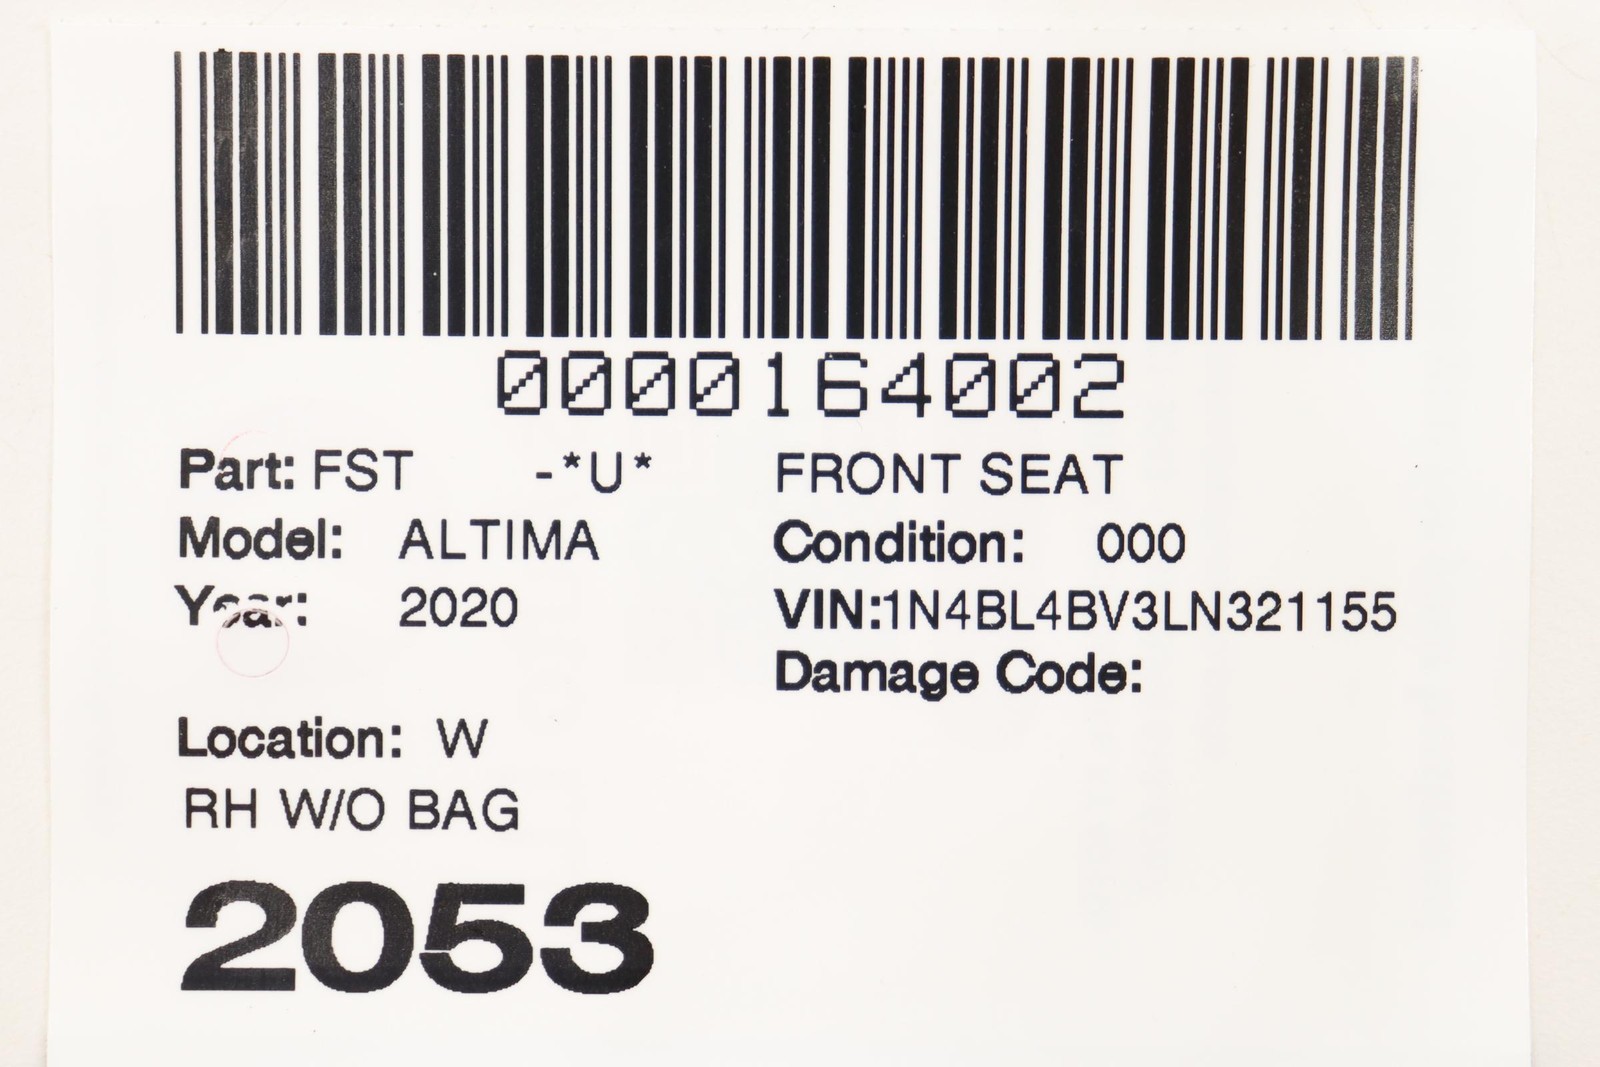 0000164002
Part: FST -*U* FRONT SEAT
Model: ALTIMA Condition: 000
Year: 2020 VIN:1N4BL4BV3LN321155
Damage Code:
Location: W
RH W/O BAG
2053